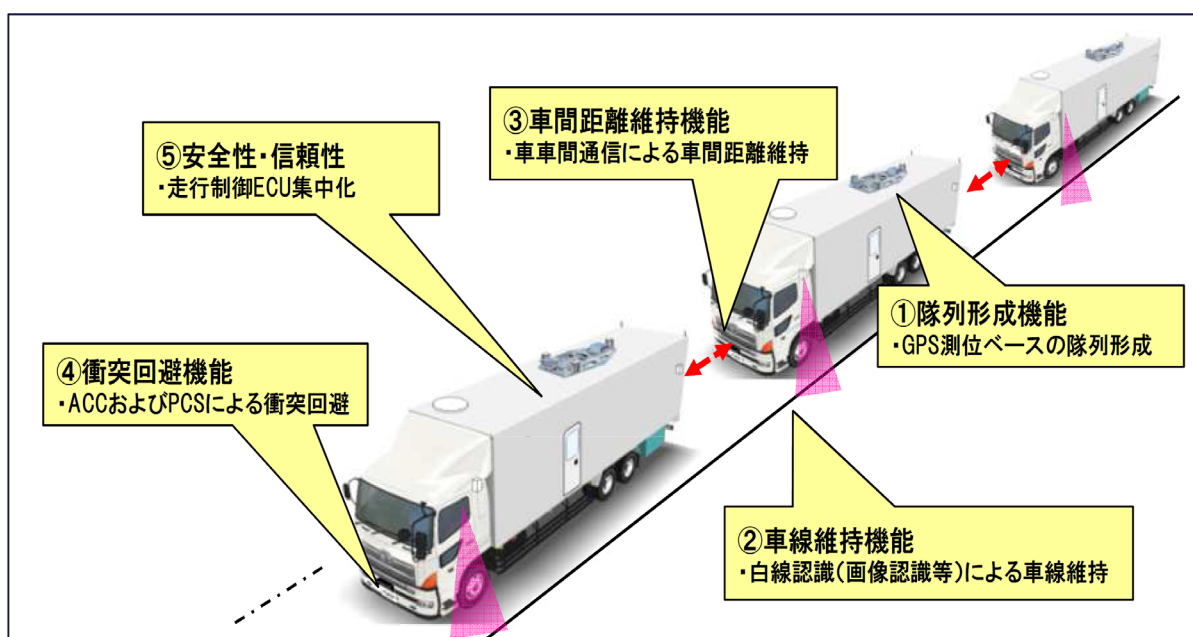 ③車間距離維持機能
・車車間通信による車間距離維持
⑤安全性・信頼性
・走行制御ECU集中化
①隊列形成機能
・GPS測位ベースの隊列形成
④衝突回避機能
・ACCおよびPCSによる衝突回避
②車線維持機能
・白線認識(画像認識等)による車線維持